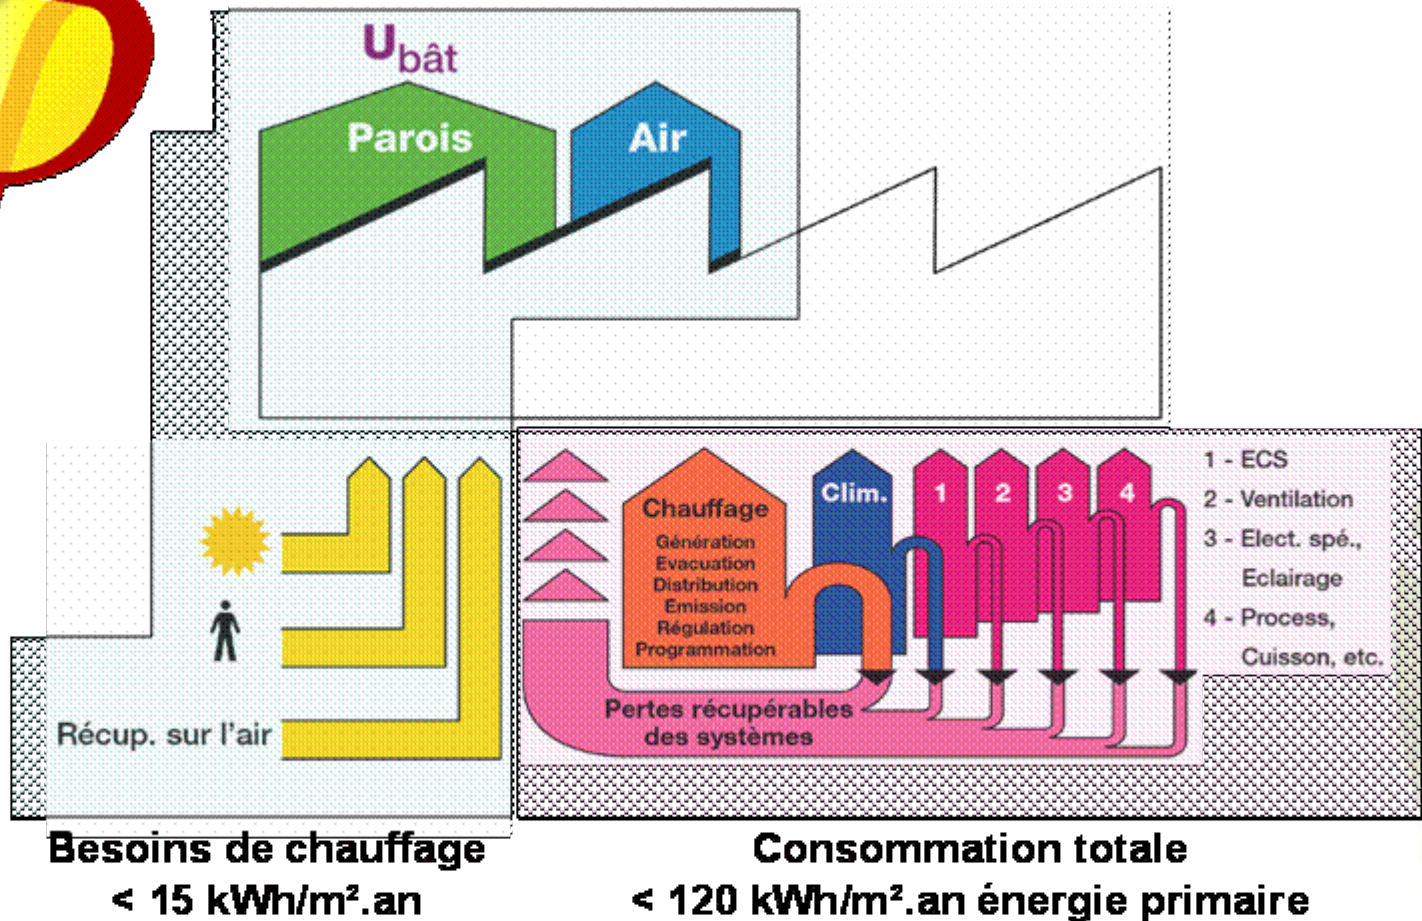 Ubât
Parois
Air
Récup. sur l'air
Chauffage
Génération
Evacuation
Distribution
Emission
Régulation
Programmation
Clim.
1
2
3
4
1 - ECS
2 - Ventilation
3 - Elect. spé.,
Eclairage
4 - Process,
Cuisson, etc.
Pertes récupérables
des systèmes
Besoins de chauffage
< 15 kWh/m².an
Consommation totale
< 120 kWh/m².an énergie primaire